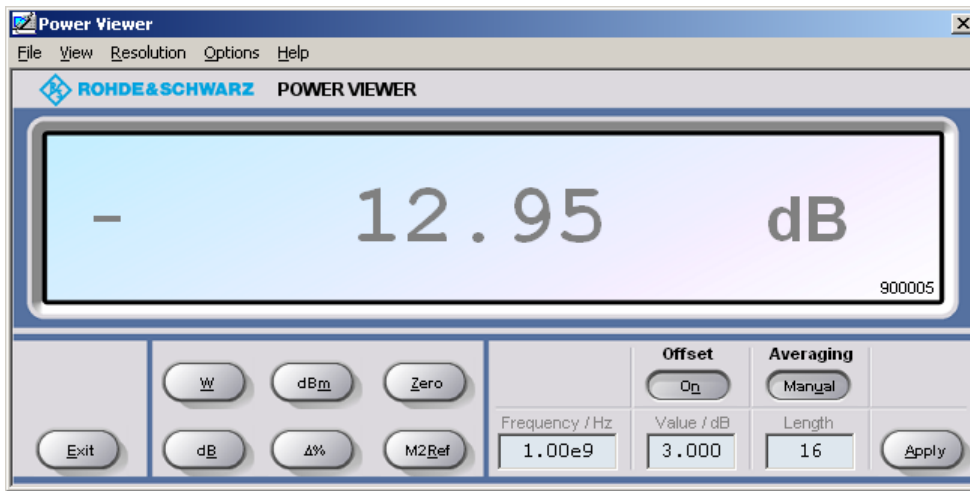 Power Viewer
File View Resolution Options Help
ROHDE&SCHWARZ POWER VIEWER
- 12.95 dB
900005
Offset Averaging
W dBm Zero On Manual
Frequency / Hz Value / dB Length
Exit dB Δ% M2Ref 1.00e9 3.000 16 Apply